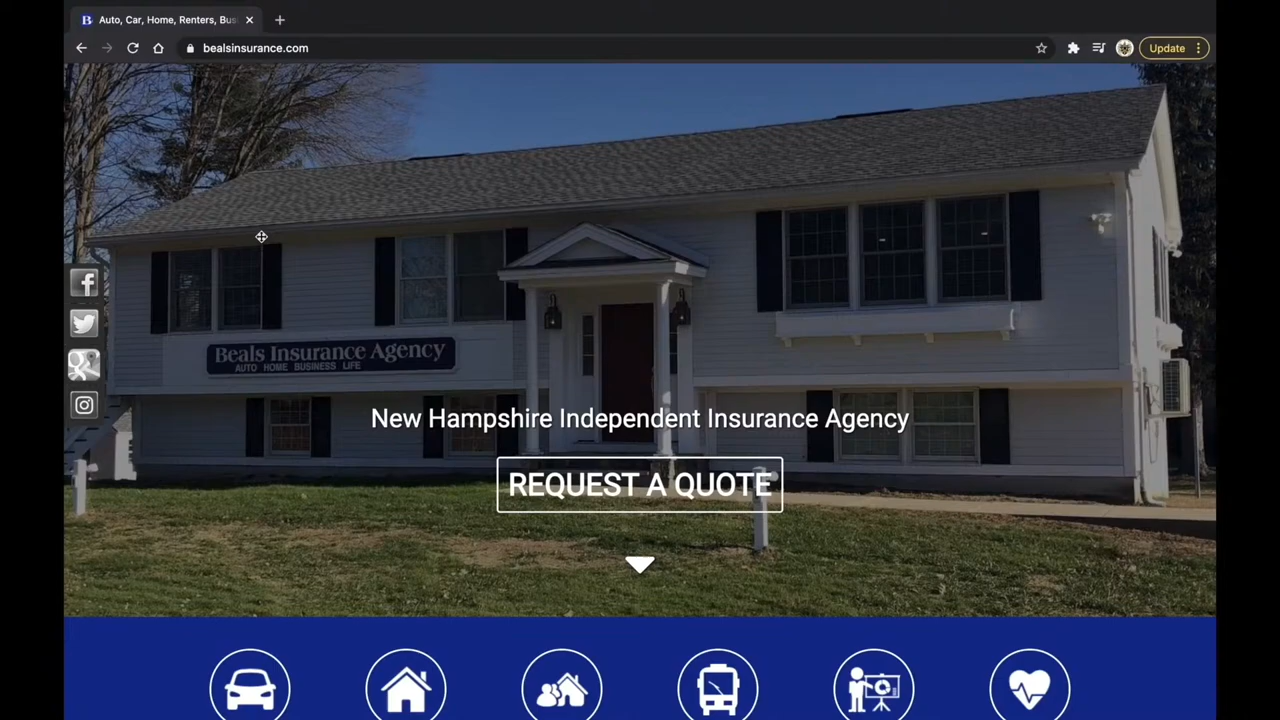 B Auto, Car, Home, Renters, Bus
bealsinsurance.com
Update
Beals Insurance Agency
AUTO HOME BUSINESS LIFE
New Hampshire Independent Insurance Agency
REQUEST A QUOTE